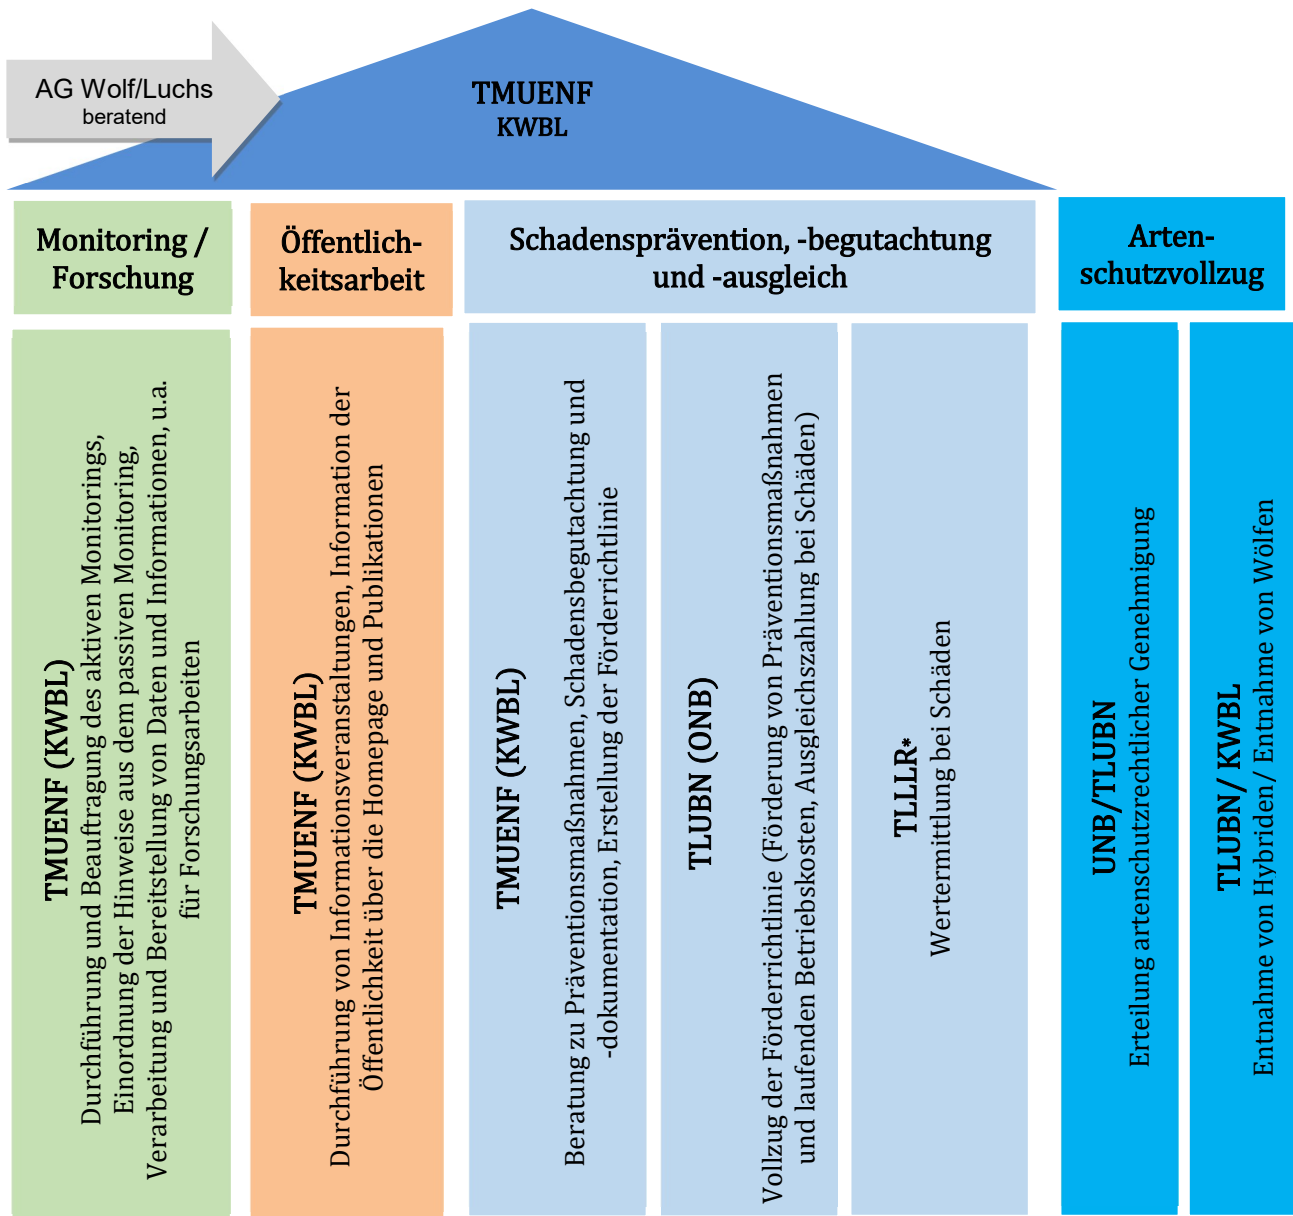 AG Wolf/Luchs
beratend
TMUENF
KWBL
Monitoring /
Forschung
Öffentlich-
keitsarbeit
Schadensprävention, -begutachtung
und -ausgleich
Arten-
schutzvollzug
TMUENF (KWBL)
Durchführung und Beauftragung des aktiven Monitorings,
Einordnung der Hinweise aus dem passiven Monitoring,
Verarbeitung und Bereitstellung von Daten und Informationen, u.a.
für Forschungsarbeiten
TMUENF (KWBL)
Durchführung von Informationsveranstaltungen, Information der
Öffentlichkeit über die Homepage und Publikationen
TMUENF (KWBL)
Beratung zu Präventionsmaßnahmen, Schadensbegutachtung und
-dokumentation, Erstellung der Förderrichtlinie
TLUBN (ONB)
Vollzug der Förderrichtlinie (Förderung von Präventionsmaßnahmen
und laufenden Betriebskosten, Ausgleichszahlung bei Schäden)
TLLLR*
Wertermittlung bei Schäden
UNB/TLUBN
Erteilung artenschutzrechtlicher Genehmigung
TLUBN/ KWBL
Entnahme von Hybriden/ Entnahme von Wölfen